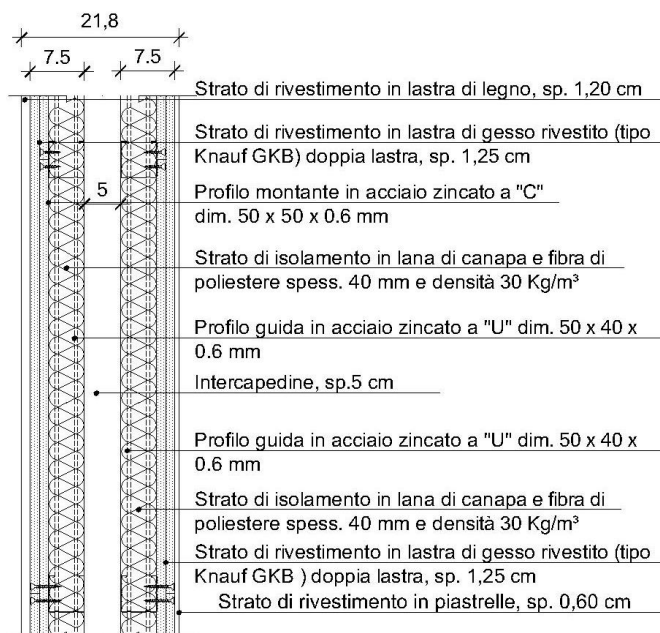 21,8
7.5
7.5
Strato di rivestimento in lastra di legno, sp. 1,20 cm
Strato di rivestimento in lastra di gesso rivestito (tipo
Knauf GKB) doppia lastra, sp. 1,25 cm
5
Profilo montante in acciaio zincato a "C"
dim. 50 x 50 x 0.6 mm
Strato di isolamento in lana di canapa e fibra di
poliestere spess. 40 mm e densità 30 Kg/m³
Profilo guida in acciaio zincato a "U" dim. 50 x 40 x
0.6 mm
Intercapedine, sp.5 cm
Profilo guida in acciaio zincato a "U" dim. 50 x 40 x
0.6 mm
Strato di isolamento in lana di canapa e fibra di
poliestere spess. 40 mm e densità 30 Kg/m³
Strato di rivestimento in lastra di gesso rivestito (tipo
Knauf GKB ) doppia lastra, sp. 1,25 cm
Strato di rivestimento in piastrelle, sp. 0,60 cm